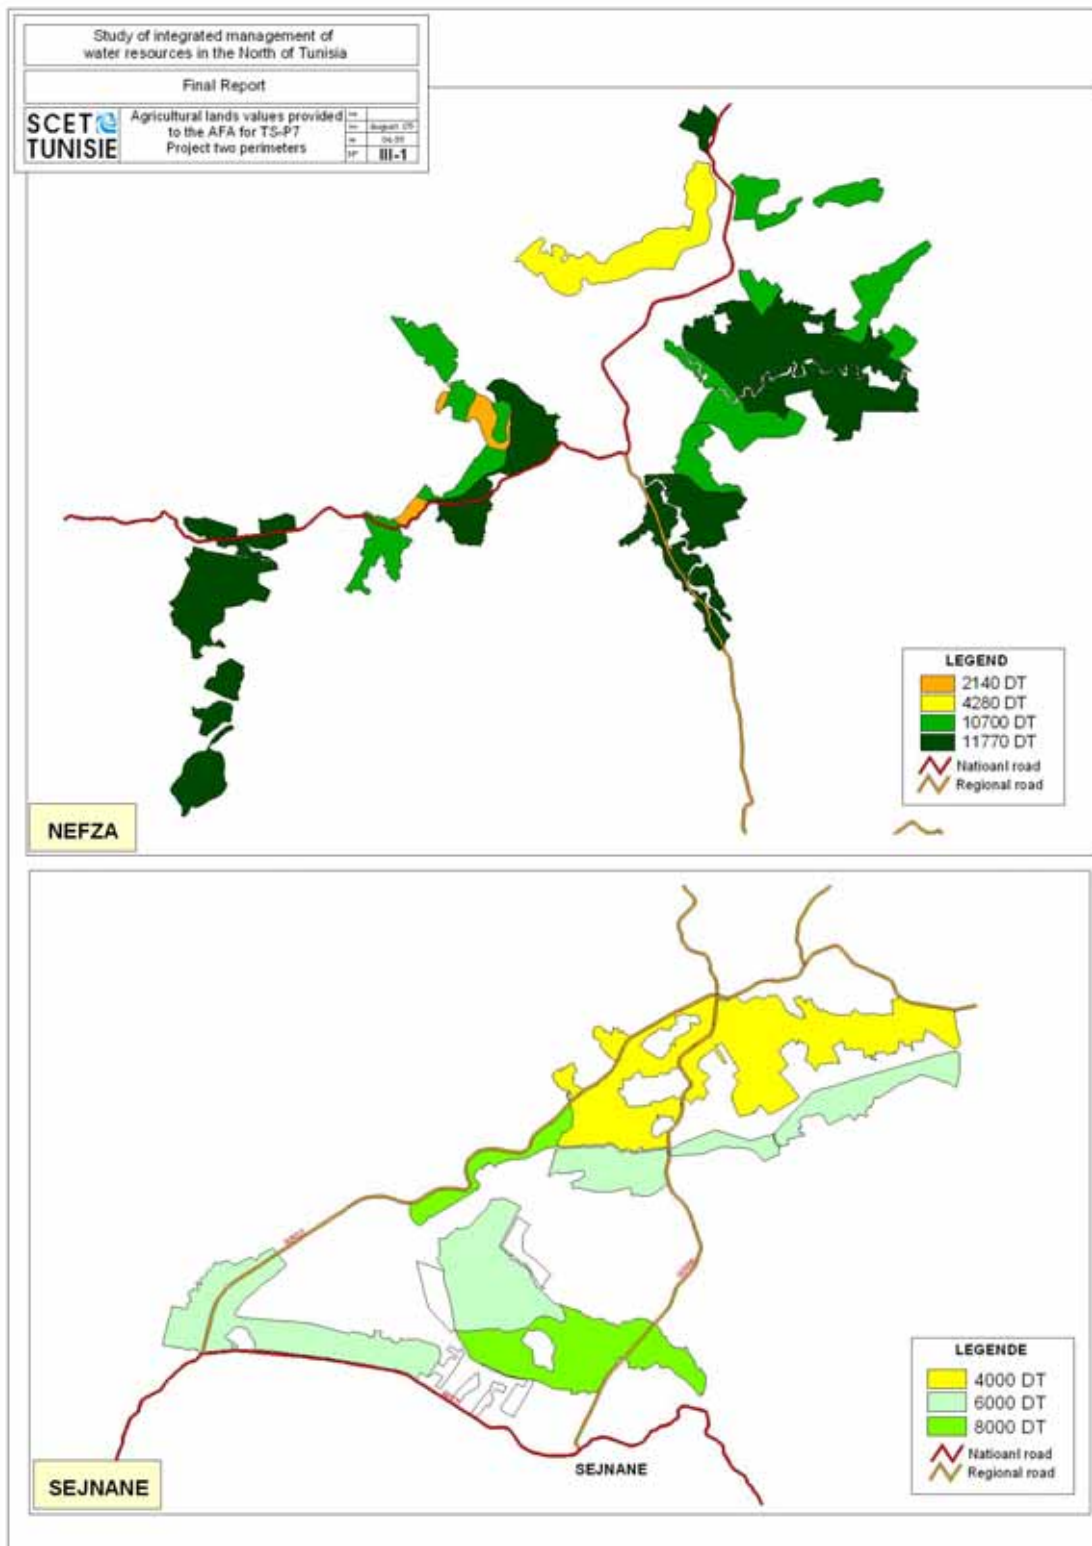 Study of integrated management of
water resources in the North of Tunisia
Final Report
SCET
TUNISIE
Agricultural lands values provided
to the AFA for TS-P7
Project two perimeters
August 05
III-1
LEGEND
2140 DT
4280 DT
10700 DT
11770 DT
Natioanl road
Regional road
NEFZA
LEGENDE
4000 DT
6000 DT
8000 DT
Natioanl road
Regional road
SEJNANE
SEJNANE